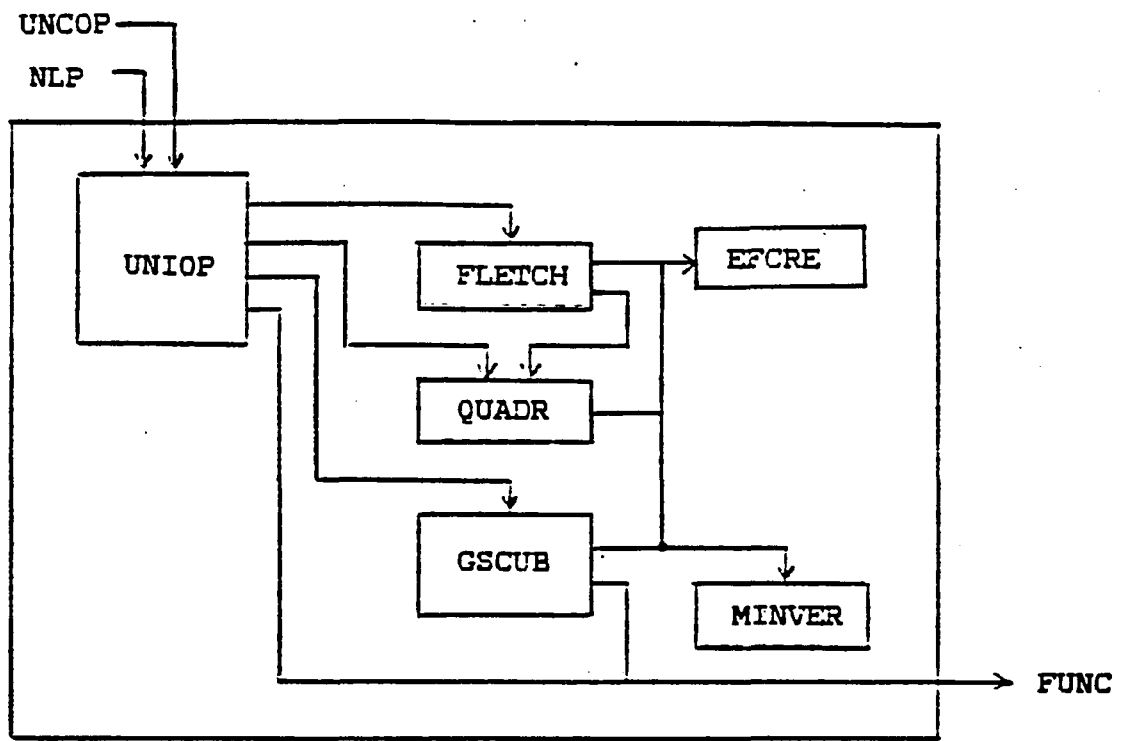 UNCOP
NLP
UNIOP
FLETCH
EFCRE
QUADR
GSCUB
MINVER
FUNC